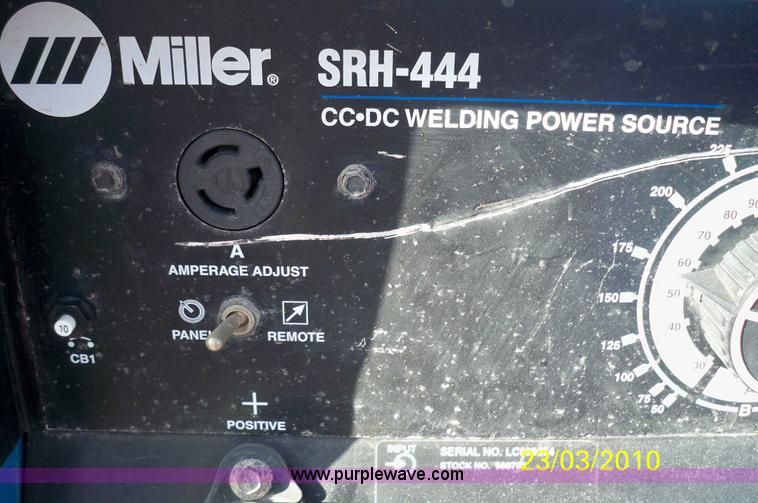 Miller®
SRH-444
CC•DC WELDING POWER SOURCE
A
AMPERAGE ADJUST
PANEL REMOTE
10
CB1
+
POSITIVE
225
200
175
150
125
100
75
50
90
80
70
60
50
40
30
B
INPUT
SERIAL NO:
STOCK NO.
23/03/2010
www.purplewave.com